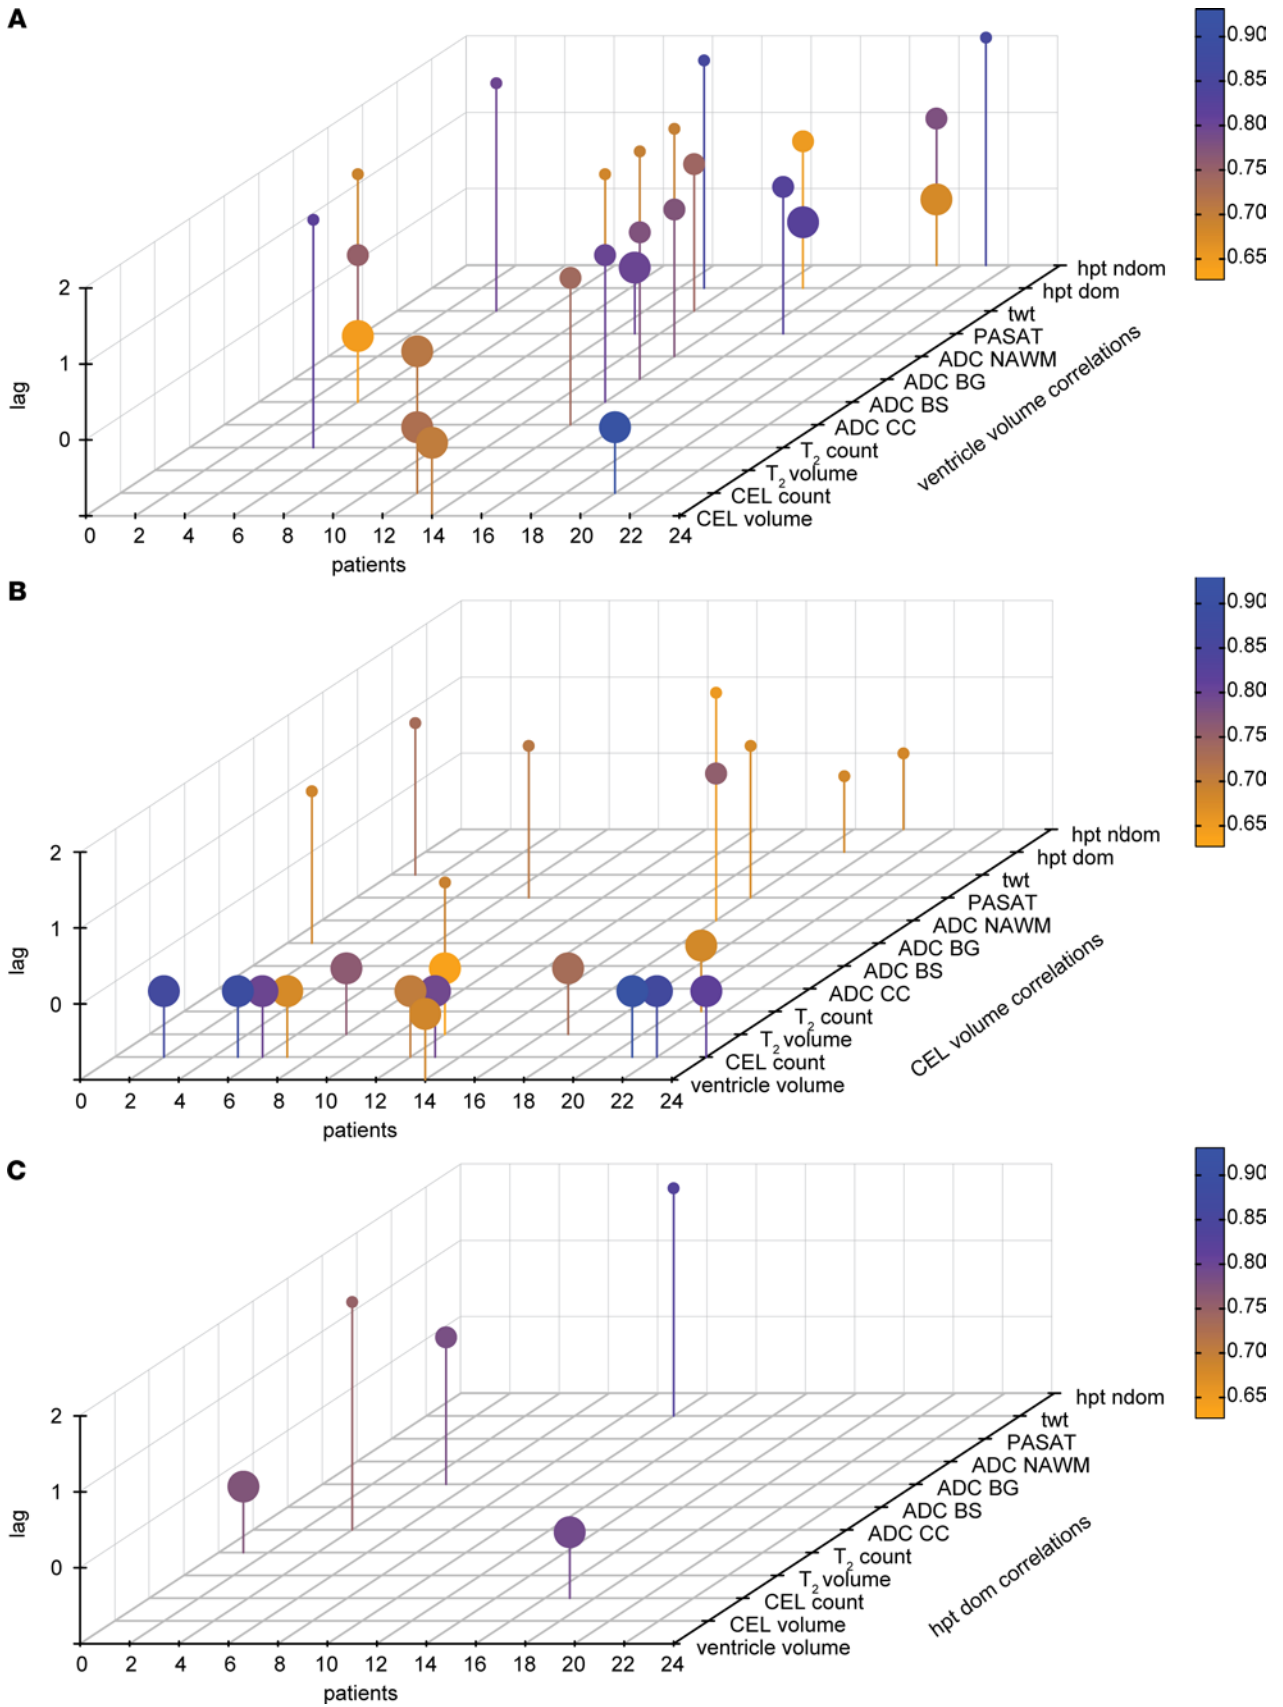 A
0.90
0.85
0.80
0.75
0.70
0.65
2
1
0
lag
hpt ndom
hpt dom
twt
PASAT
ADC NAWM
ADC BG
ADC BS
ADC CC
T2 count
T2 volume
CEL count
CEL volume
ventricle volume correlations
0 2 4 6 8 10 12 14 16 18 20 22 24
patients
B
0.90
0.85
0.80
0.75
0.70
0.65
2
1
0
lag
hpt ndom
hpt dom
twt
PASAT
ADC NAWM
ADC BG
ADC BS
ADC CC
T2 count
T2 volume
CEL count
ventricle volume
CEL volume correlations
0 2 4 6 8 10 12 14 16 18 20 22 24
patients
C
0.90
0.85
0.80
0.75
0.70
0.65
2
1
0
lag
hpt ndom
twt
PASAT
ADC NAWM
ADC BG
ADC BS
ADC CC
T2 count
T2 volume
CEL count
CEL volume
ventricle volume
hpt dom correlations
0 2 4 6 8 10 12 14 16 18 20 22 24
patients